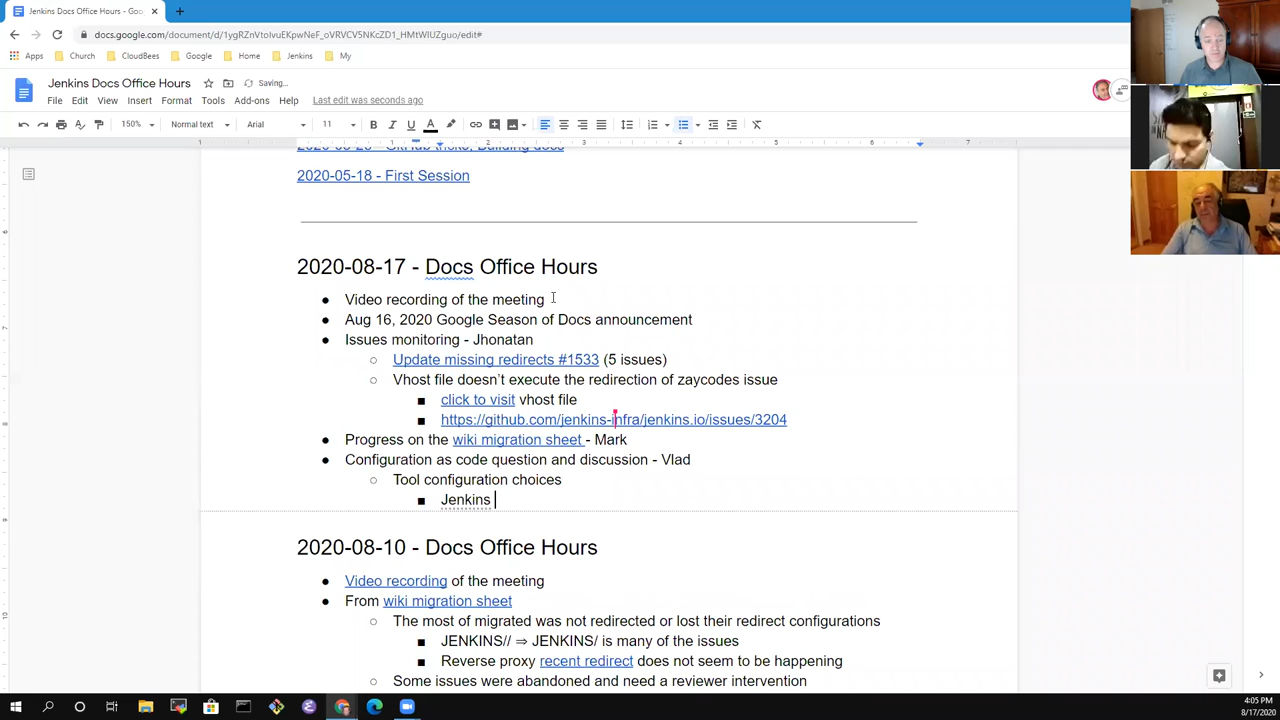 Jenkins Docs Office Hours - Goo
docs.google.com/document/d/1ygRZnVtoIvuEKpwNeF_oVRVCV5NKcZD1_HMtWIUZguo/edit#
Apps Church CloudBees Google Home Jenkins My
Jenkins Docs Office Hours Saving...
File Edit View Insert Format Tools Add-ons Help Last edit was seconds ago
150% Normal text Arial 11 B I U A
1 1 2 3 4 5 6 7
2020-05-18 - First Session
2020-08-17 - Docs Office Hours
● Video recording of the meeting
● Aug 16, 2020 Google Season of Docs announcement
● Issues monitoring - Jhonatan
○ Update missing redirects #1533 (5 issues)
○ Vhost file doesn’t execute the redirection of zaycodes issue
■ click to visit vhost file
■ https://github.com/jenkins-infra/jenkins.io/issues/3204
● Progress on the wiki migration sheet - Mark
● Configuration as code question and discussion - Vlad
○ Tool configuration choices
■ Jenkins
2020-08-10 - Docs Office Hours
● Video recording of the meeting
● From wiki migration sheet
○ The most of migrated was not redirected or lost their redirect configurations
■ JENKINS// ⇒ JENKINS/ is many of the issues
■ Reverse proxy recent redirect does not seem to be happening
○ Some issues were abandoned and need a reviewer intervention
4:05 PM
8/17/2020